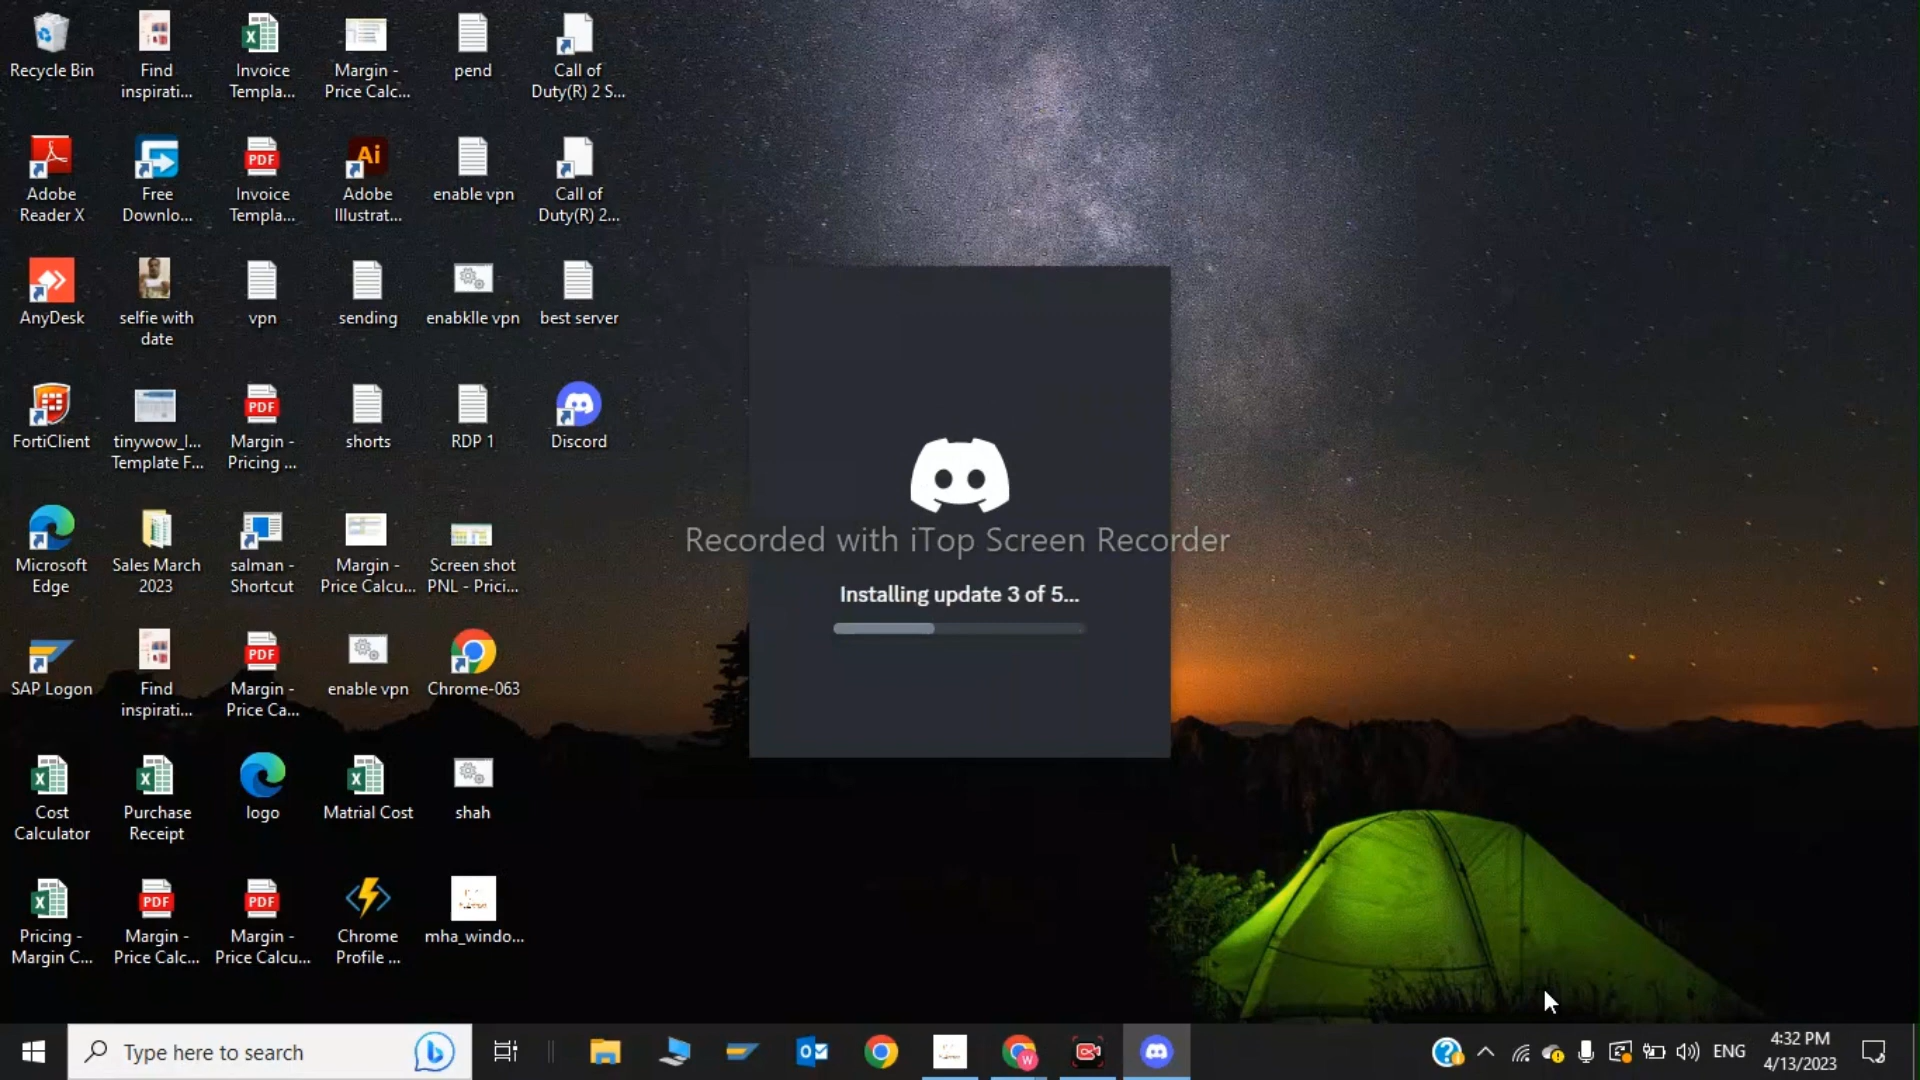 Recycle Bin
Find
inspirati...
Invoice
Templa...
Margin -
Price Calc...
pend
Call of
Duty(R) 2 S...
Adobe
Reader X
Free
Downlo...
Invoice
Templa...
Adobe
Illustrat...
enable vpn
Call of
Duty(R) 2...
AnyDesk
selfie with
date
vpn
sending
enabklle vpn
best server
FortiClient
tinywow_l...
Template F...
Margin -
Pricing ...
shorts
RDP 1
Discord
Microsoft
Edge
Sales March
2023
salman -
Shortcut
Margin -
Price Calcu...
Screen shot
PNL - Prici...
SAP Logon
Find
inspirati...
Margin -
Price Ca...
enable vpn
Chrome-063
Cost
Calculator
Purchase
Receipt
logo
Matrial Cost
shah
Pricing -
Margin C...
Margin -
Price Calc...
Margin -
Price Calcu...
Chrome
Profile ...
mha_windo...
Recorded with iTop Screen Recorder
Installing update 3 of 5...
Type here to search
ENG
4:32 PM
4/13/2023